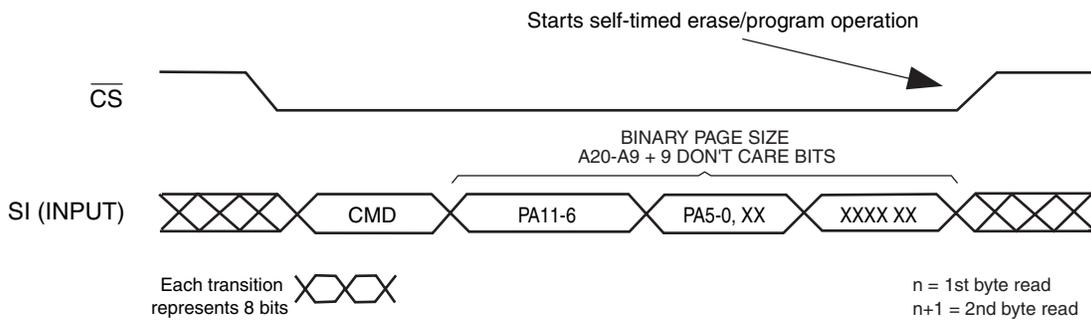 Starts self-timed erase/program operation
CS
BINARY PAGE SIZE
A20-A9 + 9 DON'T CARE BITS
SI (INPUT)
CMD
PA11-6
PA5-0, XX
XXXX XX
Each transition
represents 8 bits
n = 1st byte read
n+1 = 2nd byte read